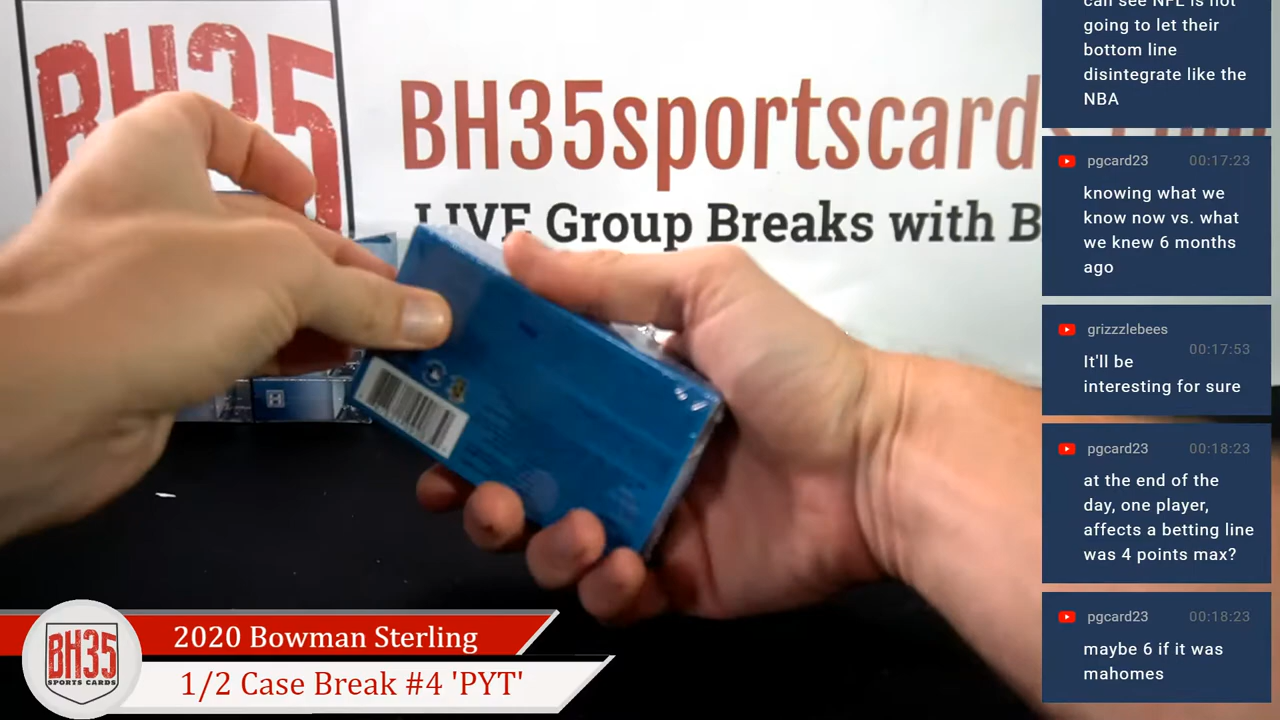 BH35
BH35sportscard
LIVE Group Breaks with B
can see NFL is not
going to let their
bottom line
disintegrate like the
NBA
pgcard23 00:17:23
knowing what we
know now vs. what
we knew 6 months
ago
grizzzlebees
00:17:53
It'll be
interesting for sure
pgcard23 00:18:23
at the end of the
day, one player,
affects a betting line
was 4 points max?
pgcard23 00:18:23
maybe 6 if it was
mahomes
BH35
SPORTS CARDS
2020 Bowman Sterling
1/2 Case Break #4 'PYT'